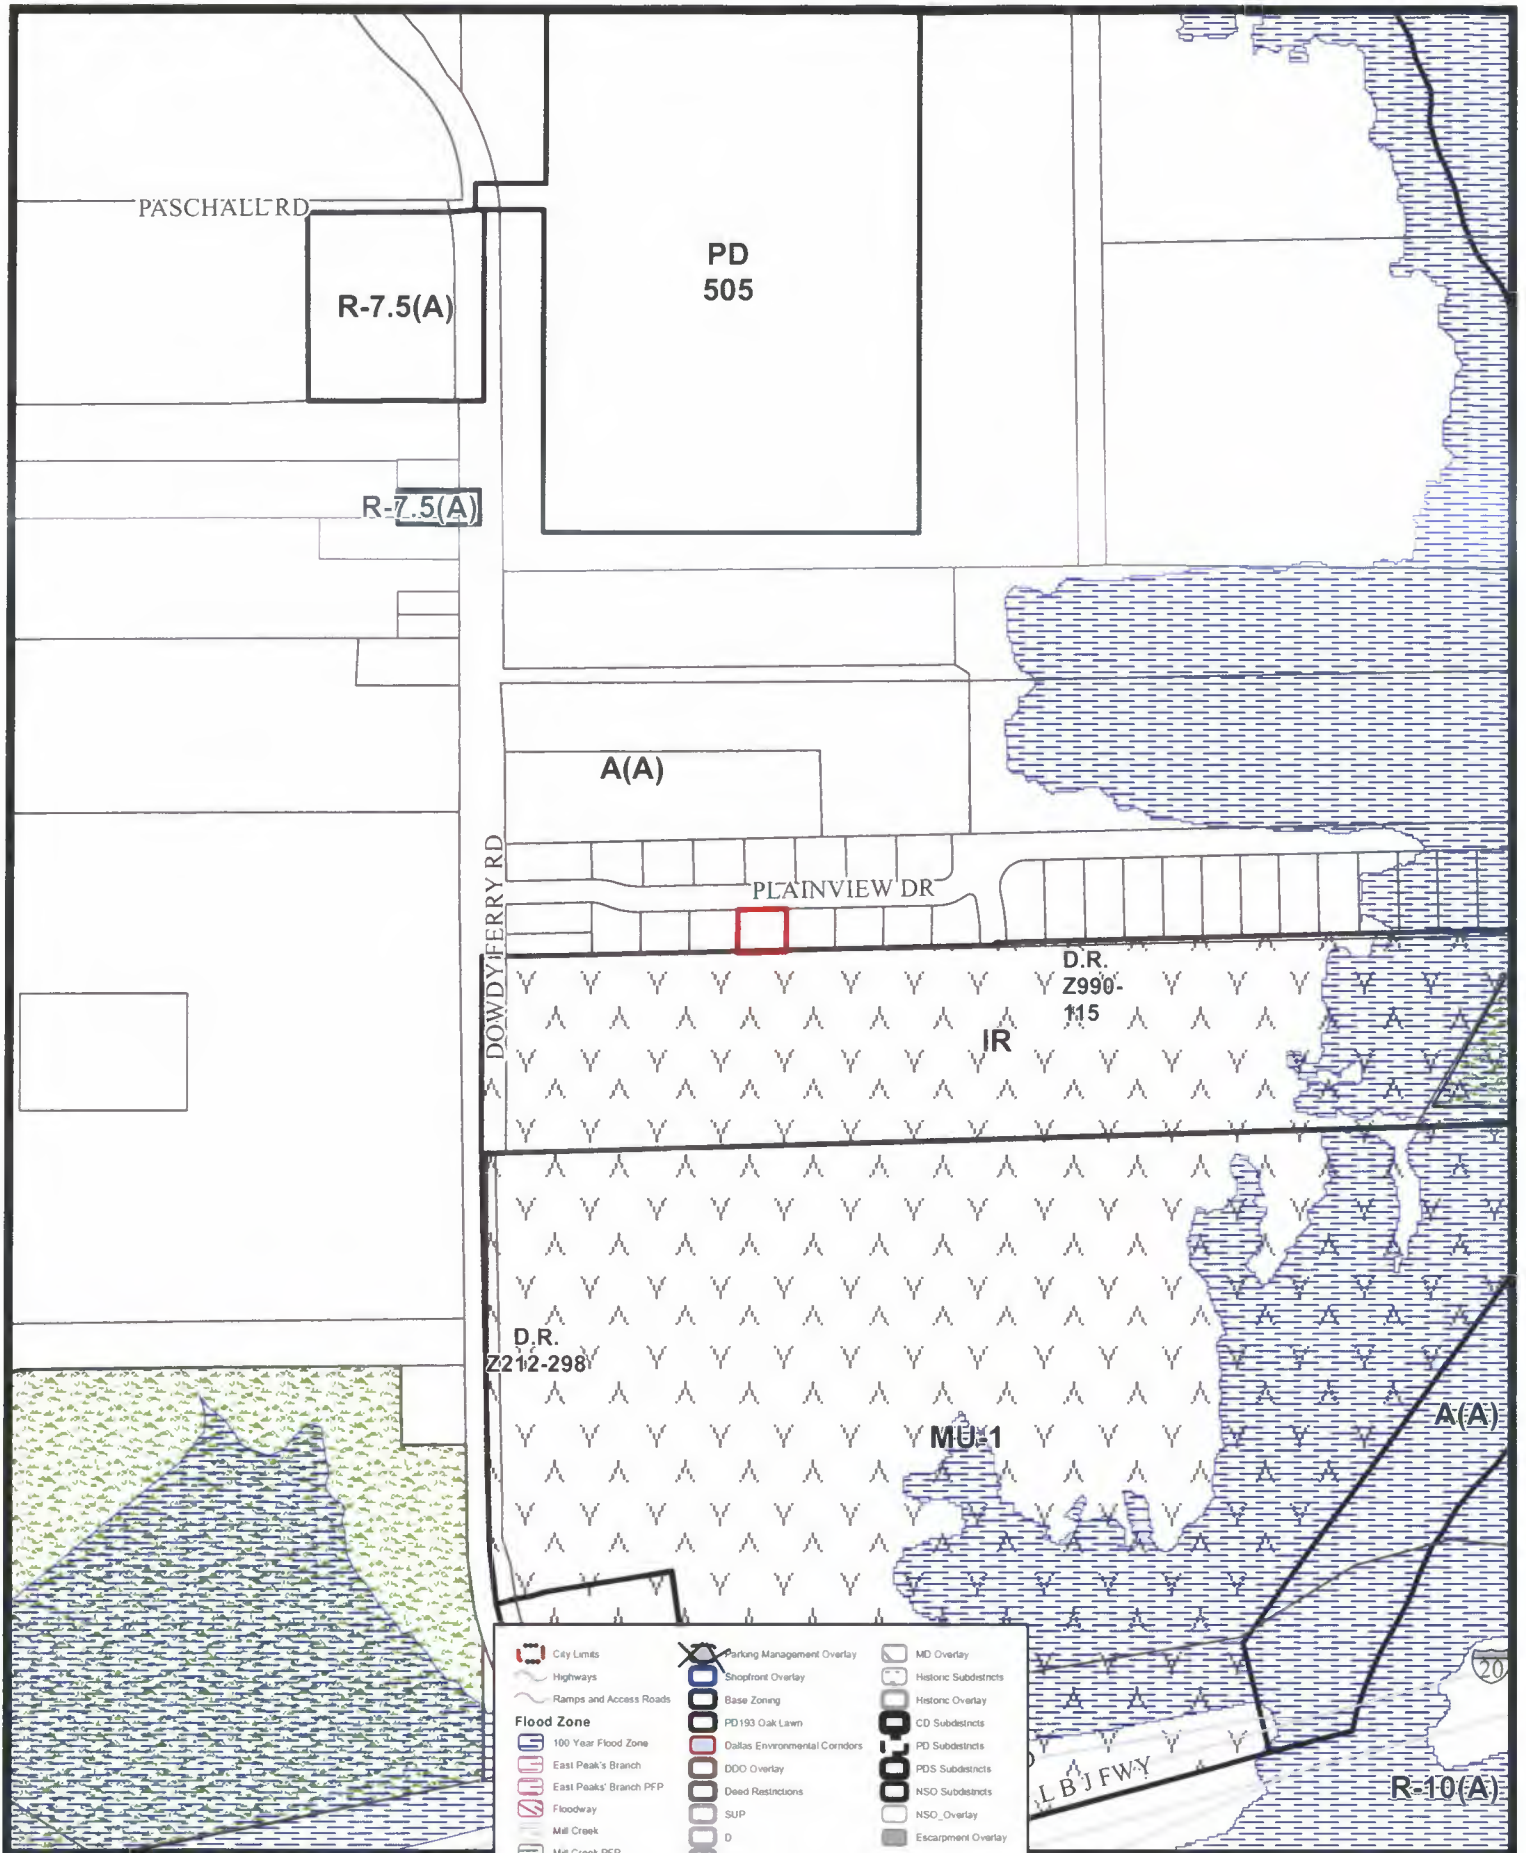 PASCHALL RD
PD
505
R-7.5(A)
R-7.5(A)
A(A)
DOWDY FERRY RD
PLAINVIEW DR
D.R.
Z990-
115
IR
D.R.
Z212-298
MU-1
A(A)
City Limits
Highways
Ramps and Access Roads
Flood Zone
100 Year Flood Zone
East Peak's Branch
East Peaks' Branch PFP
Floodway
Mill Creek
Mill Creek PFP
Parking Management Overlay
Shopfront Overlay
Base Zoning
PD193 Oak Lawn
Dallas Environmental Corridors
DDO Overlay
Deed Restrictions
SUP
D
MD Overlay
Historic Subdistricts
Historic Overlay
CD Subdistricts
PD Subdistricts
PDS Subdistricts
NSO Subdistricts
NSO_Overlay
Escarpment Overlay
20
L B J FWY
R-10(A)